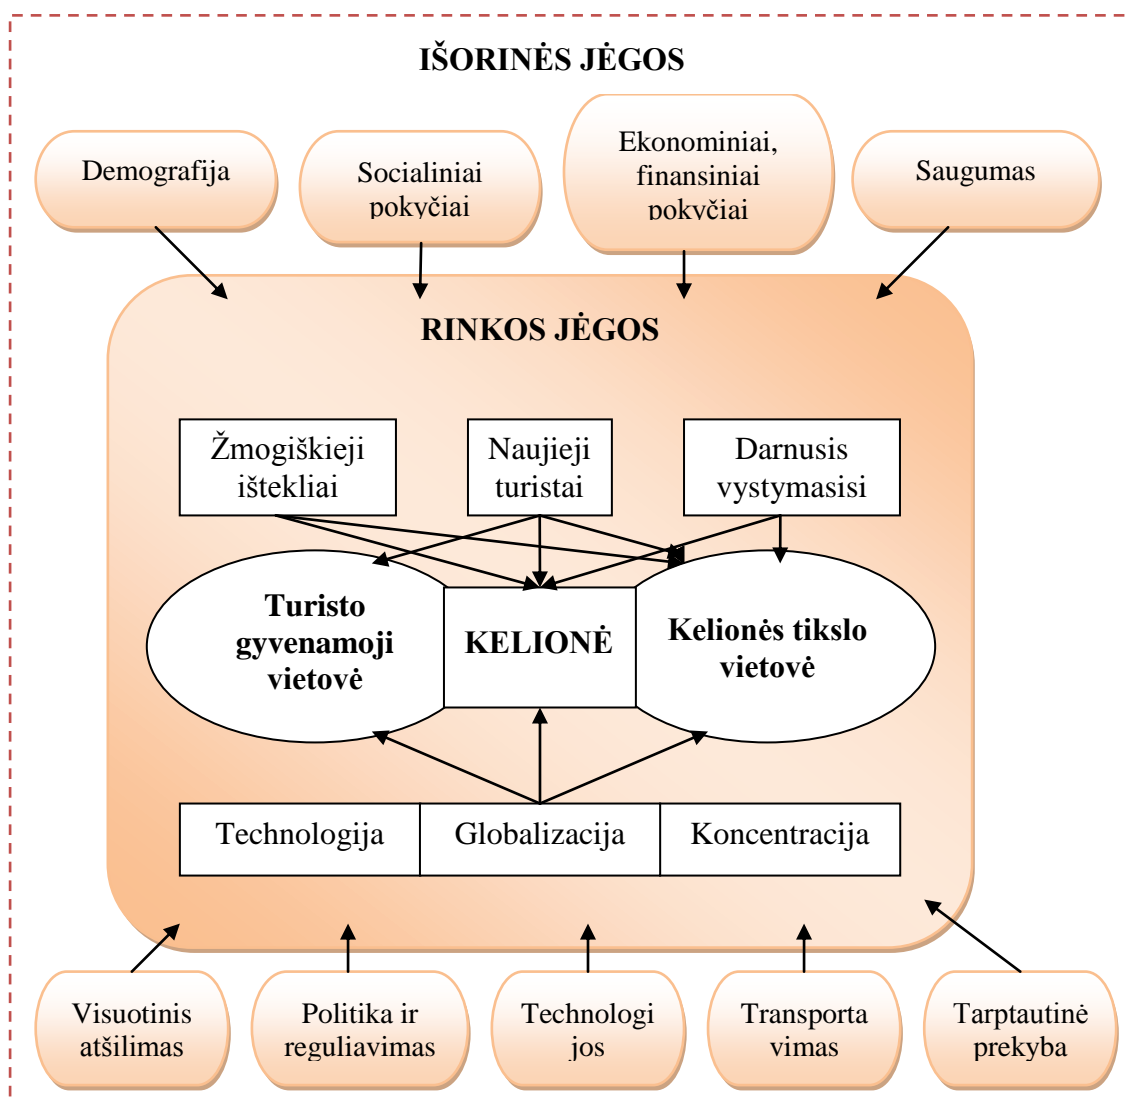 IŠORINĖS JĖGOS
Demografija
Socialiniai
pokyčiai
Ekonominiai,
finansiniai
pokyčiai
Saugumas
RINKOS JĖGOS
Žmogiškieji
ištekliai
Naujieji
turistai
Darnusis
vystymasisi
Turisto
gyvenamoji
vietovė
KELIONĖ
Kelionės tikslo
vietovė
Technologija
Globalizacija
Koncentracija
Visuotinis
atšilimas
Politika ir
reguliavimas
Technologi
jos
Transporta
vimas
Tarptautinė
prekyba